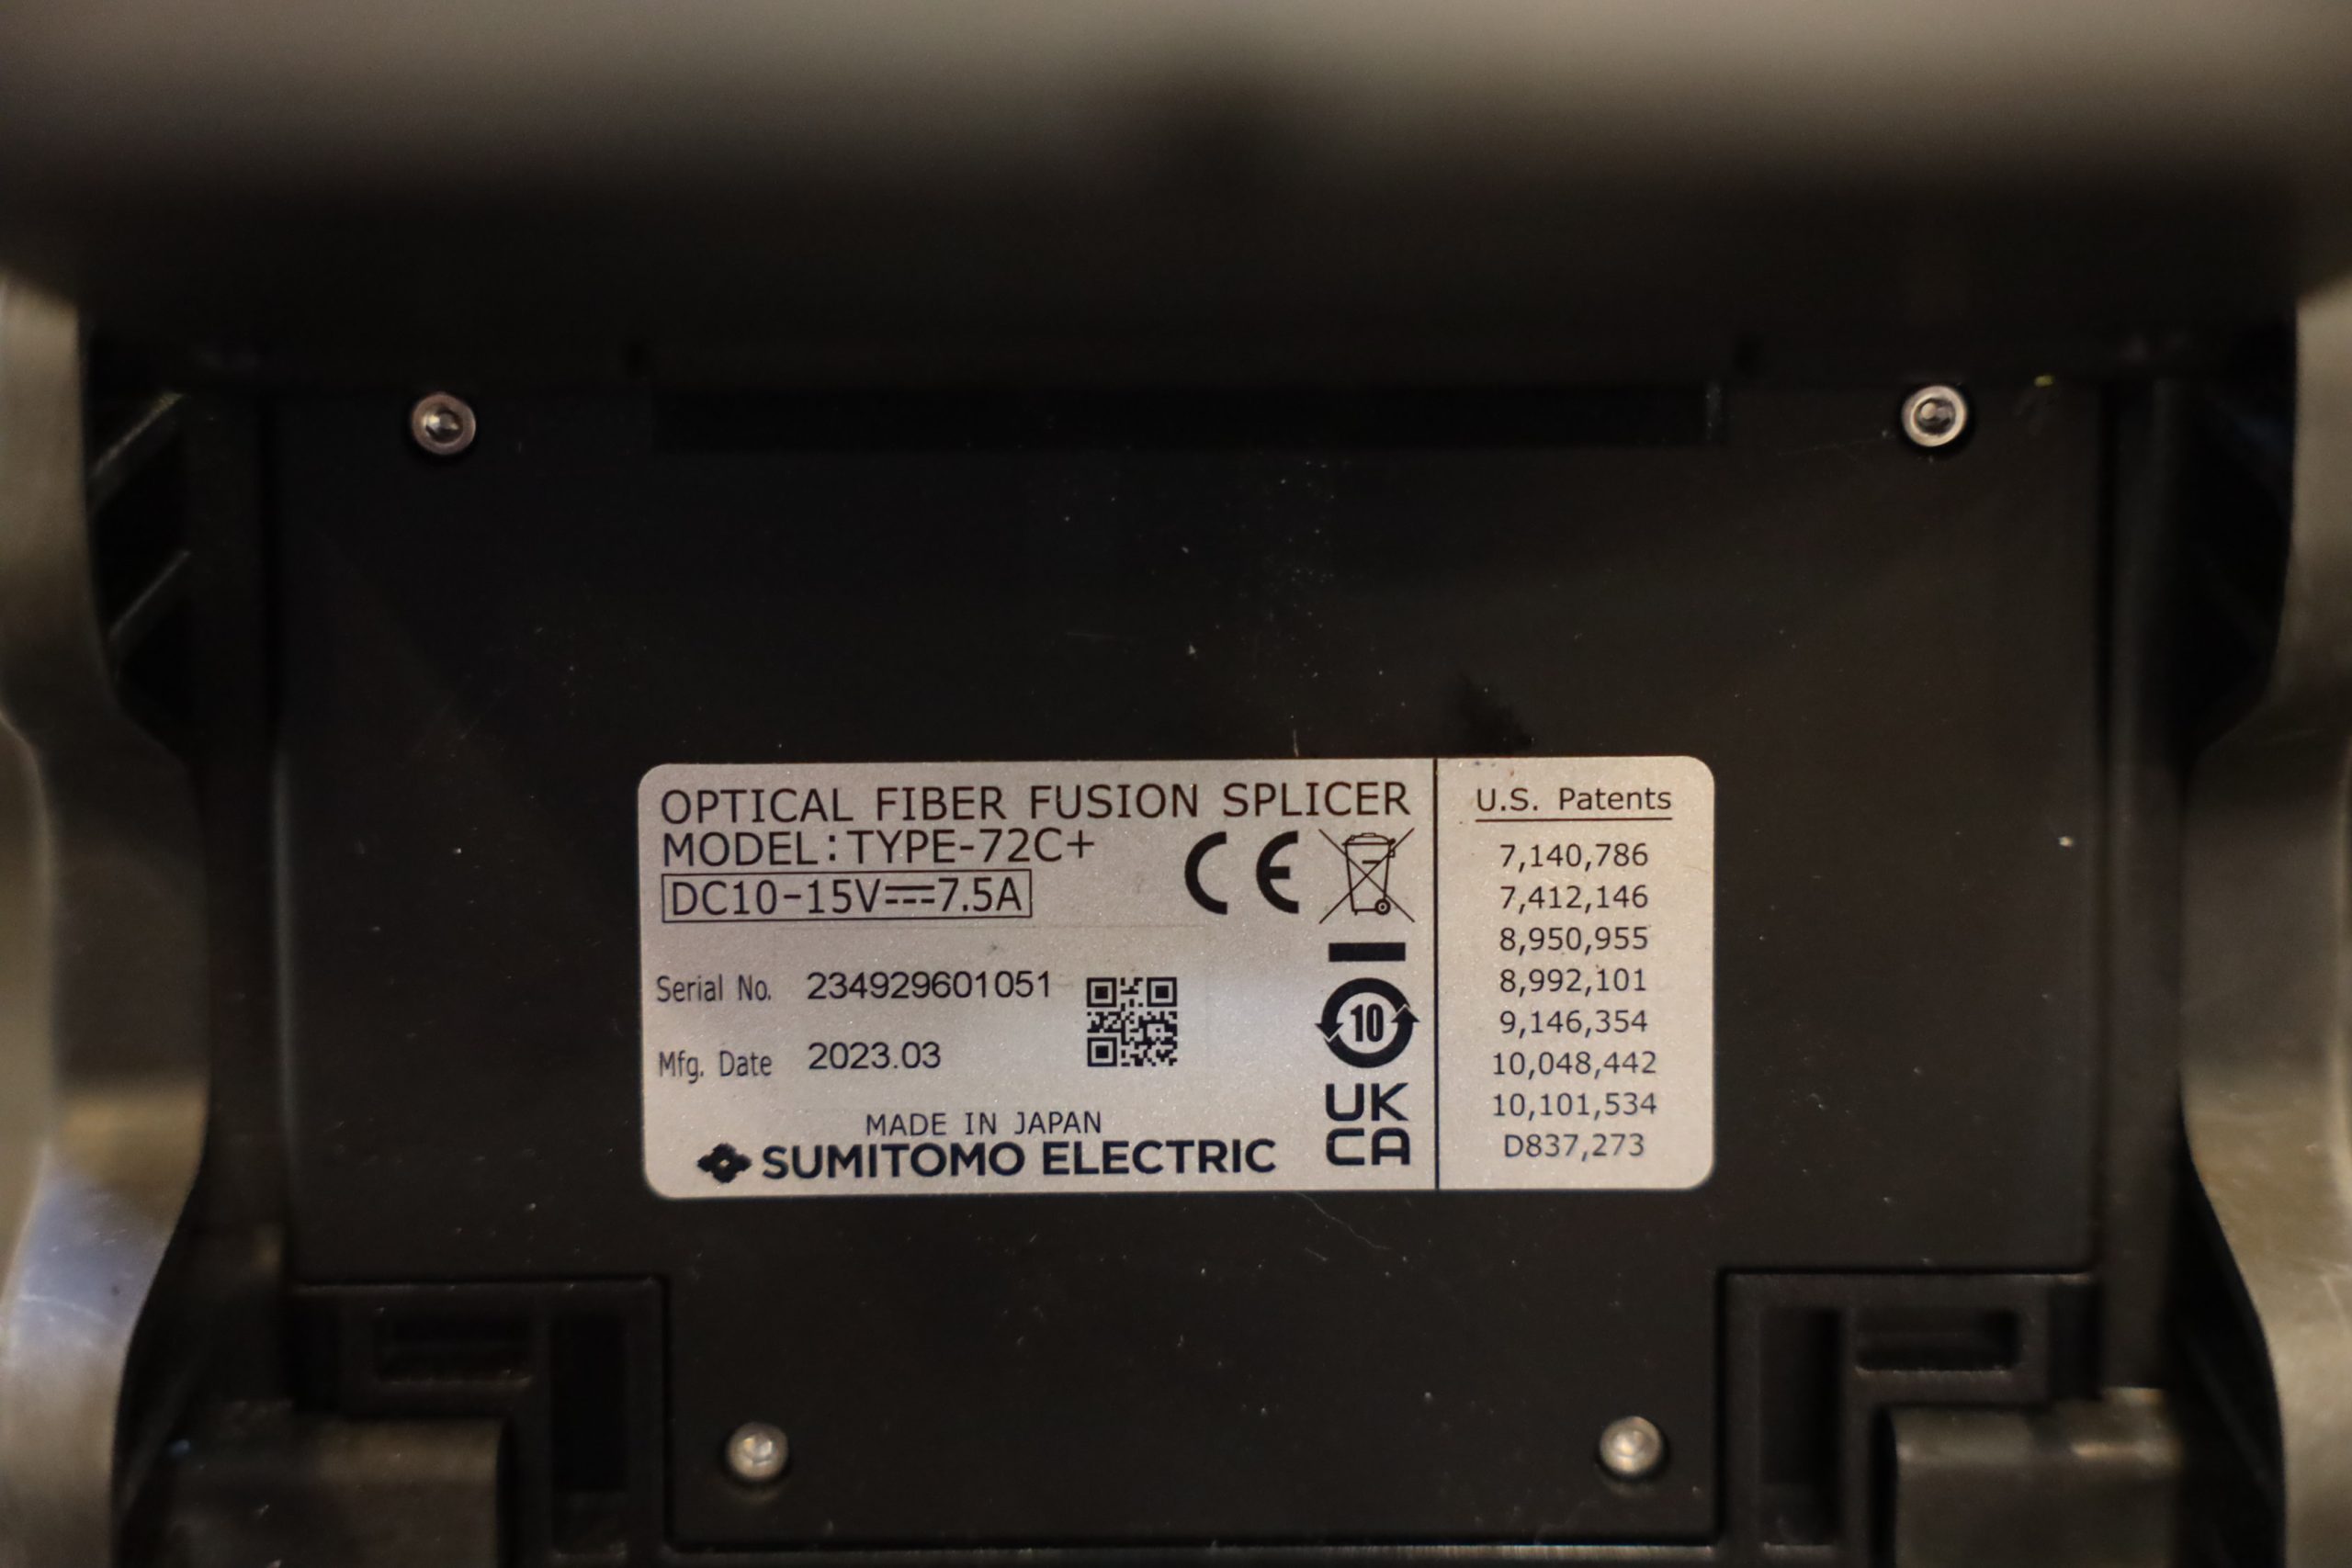 OPTICAL FIBER FUSION SPLICER
MODEL:TYPE-72C+
DC10-15V⎓7.5A
CE
Serial No. 234929601051
Mfg. Date 2023.03
10
UK
CA
MADE IN JAPAN
SUMITOMO ELECTRIC
U.S. Patents
7,140,786
7,412,146
8,950,955
8,992,101
9,146,354
10,048,442
10,101,534
D837,273